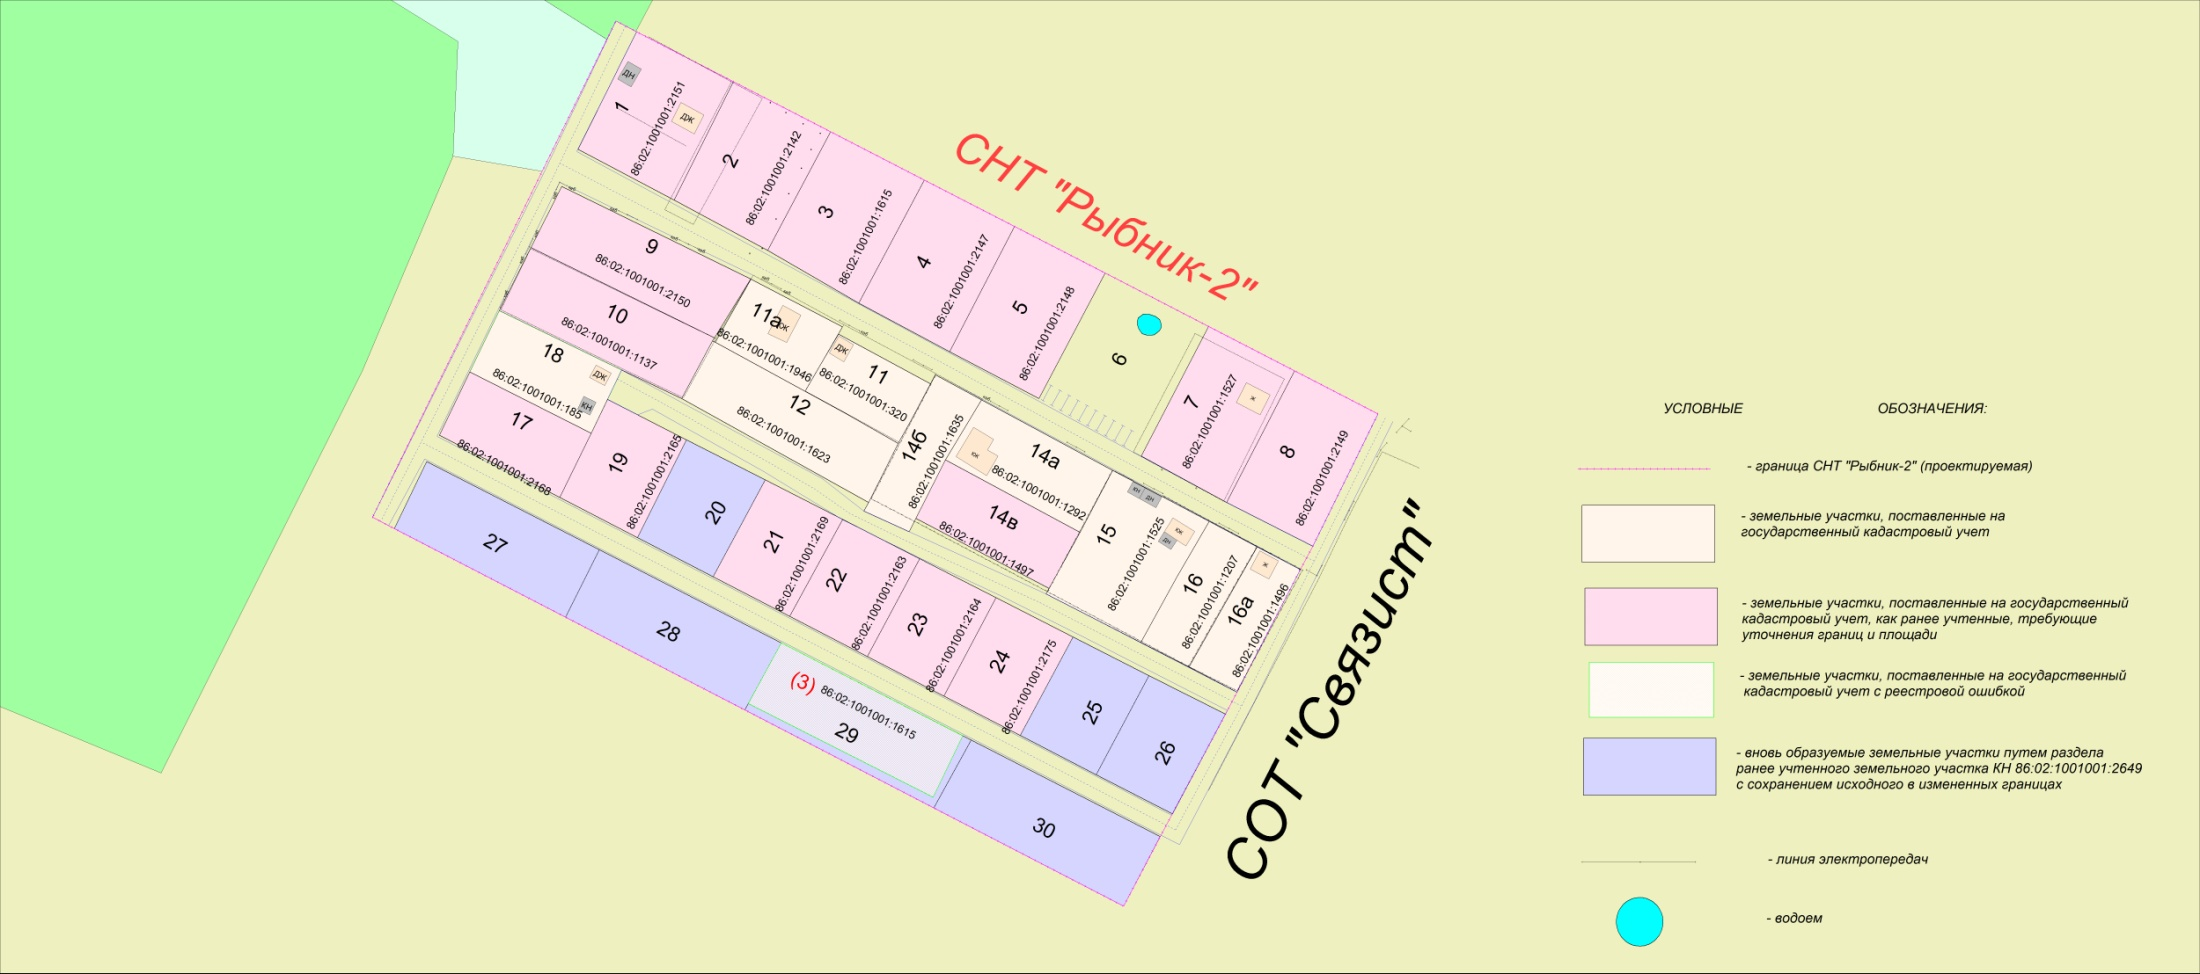 СНТ "Рыбник-2"
СОТ "Связист"
1
86:02:1001001:2151
ДН
ДЖ
2
86:02:1001001:2142
3
86:02:1001001:1615
4
86:02:1001001:2147
5
86:02:1001001:2148
6
7
86:02:1001001:1527
Ж
8
86:02:1001001:2149
9
86:02:1001001:2150
10
86:02:1001001:1137
11а
86:02:1001001:1946
ДЖ
11
86:02:1001001:320
12
86:02:1001001:1623
14б
86:02:1001001:1635
14а
КЖ
86:02:1001001:1292
14в
86:02:1001001:1497
15
86:02:1001001:1525
КН
ДН
КЖ
ДН
16
86:02:1001001:1207
16а
86:02:1001001:1496
Ж
18
86:02:1001001:185
ДЖ
КН
17
86:02:1001001:2168
19
86:02:1001001:2165
20
21
86:02:1001001:2169
22
86:02:1001001:2163
23
86:02:1001001:2164
24
86:02:1001001:2175
25
26
27
28
(3) 86:02:1001001:1615
29
30
УСЛОВНЫЕ ОБОЗНАЧЕНИЯ:
- граница СНТ "Рыбник-2" (проектируемая)
- земельные участки, поставленные на
государственный кадастровый учет
- земельные участки, поставленные на государственный
кадастровый учет, как ранее учтенные, требующие
уточнения границ и площади
- земельные участки, поставленные на государственный
кадастровый учет с реестровой ошибкой
- вновь образуемые земельные участки путем раздела
ранее учтенного земельного участка КН 86:02:1001001:2649
с сохранением исходного в измененных границах
- линия электропередач
- водоем